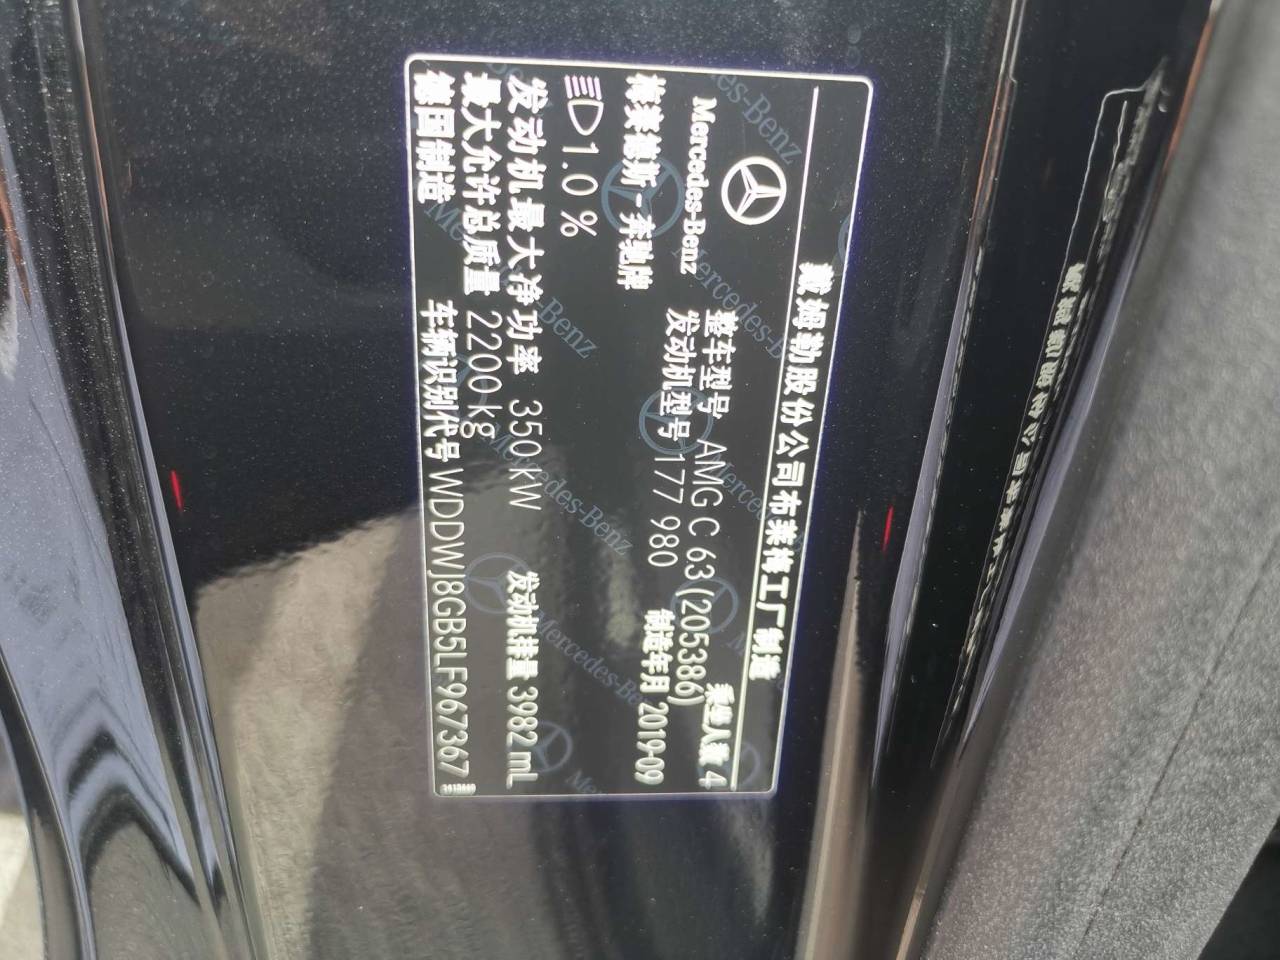 戴姆勒股份公司布莱梅工厂制造
乘坐人数 4
Mercedes-Benz
整车型号 AMG C 63 (205386)
梅赛德斯-奔驰牌
发动机型号 177 980
制造年月 2019-09
1.0 %
发动机最大净功率 350 kW
发动机排量 3982 mL
最大允许总质量 2200 kg
德国制造
车辆识别代号 WDDWJ8GB5LF967367